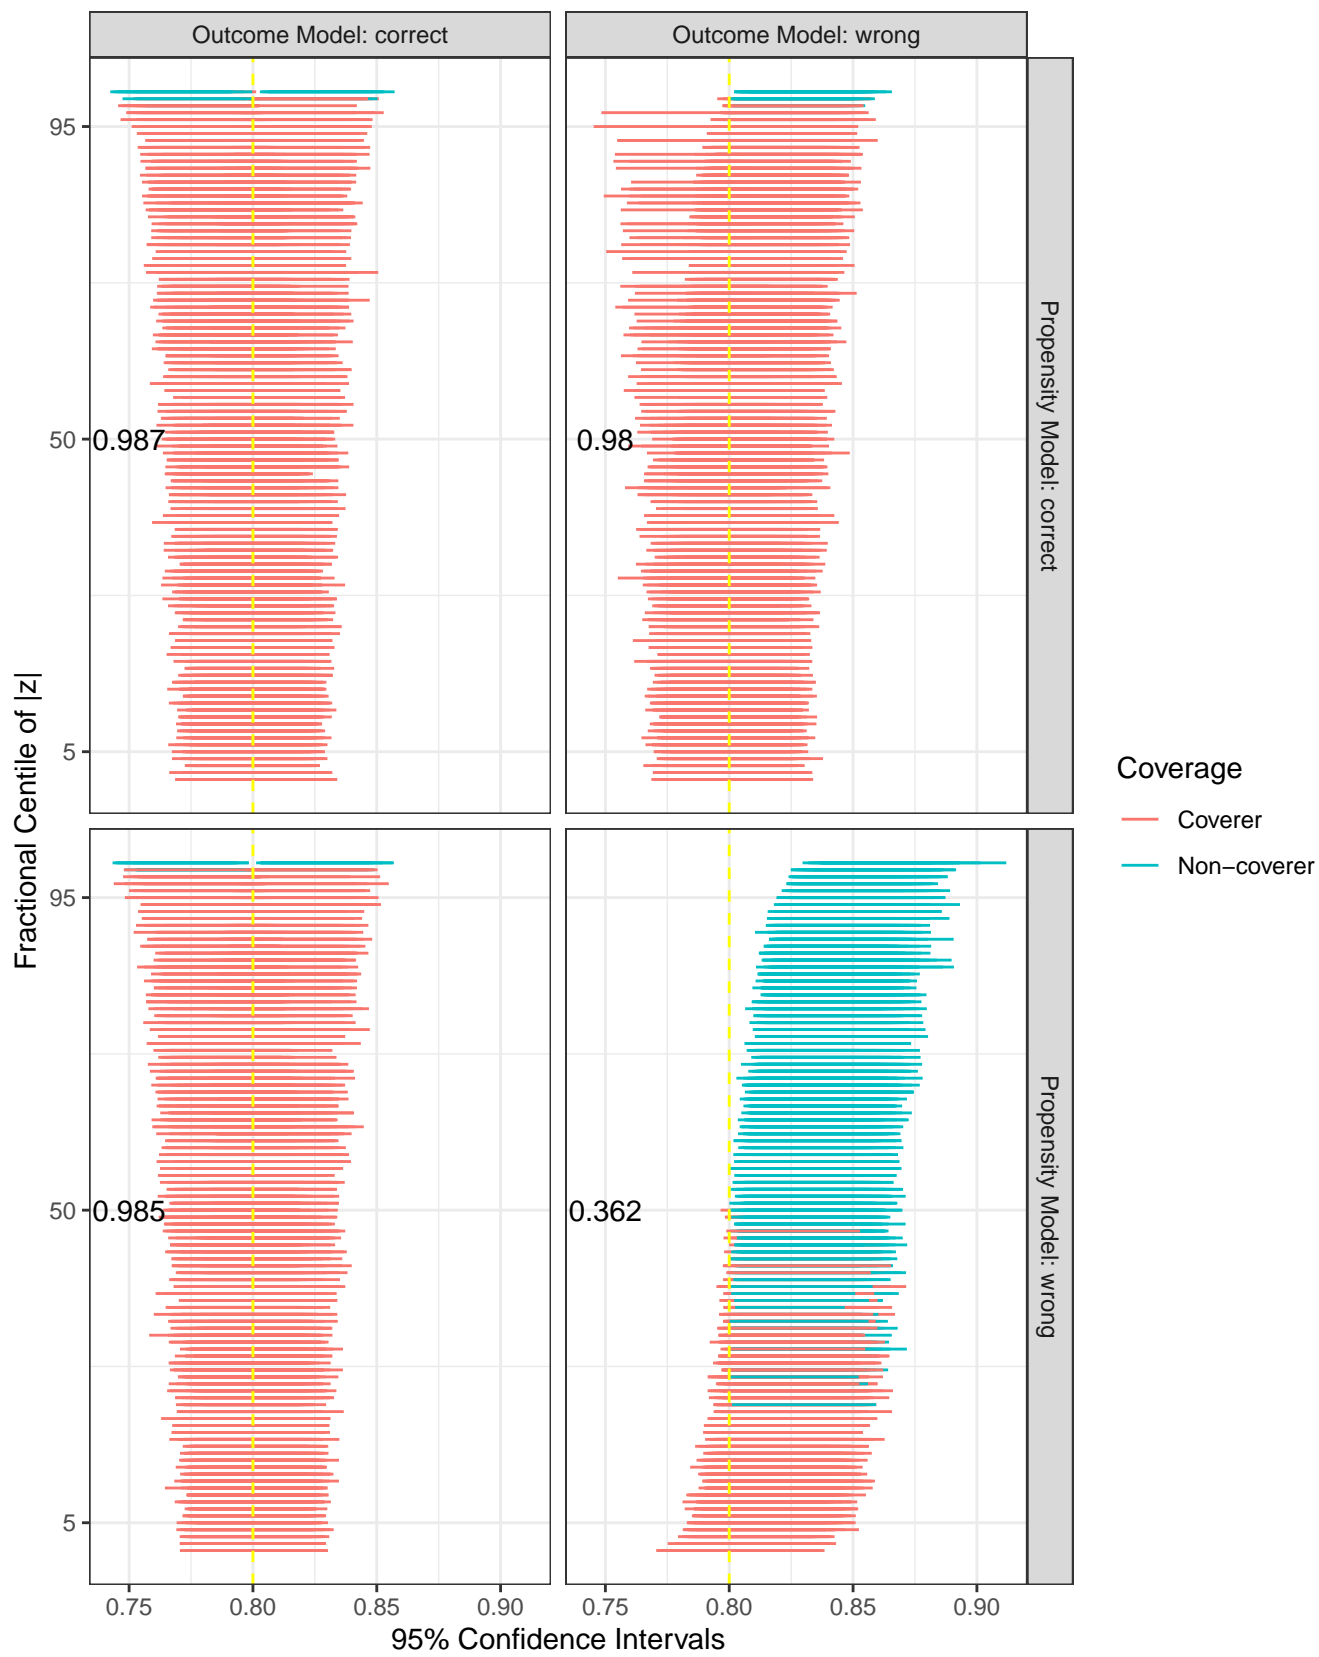 Outcome Model: correct
Outcome Model: wrong
95
50
5
0.987
0.98
Propensity Model: correct
Fractional Centile of |z|
95
50
5
0.985
0.362
Propensity Model: wrong
0.75
0.80
0.85
0.90
0.75
0.80
0.85
0.90
95% Confidence Intervals
Coverage
Coverer
Non−coverer